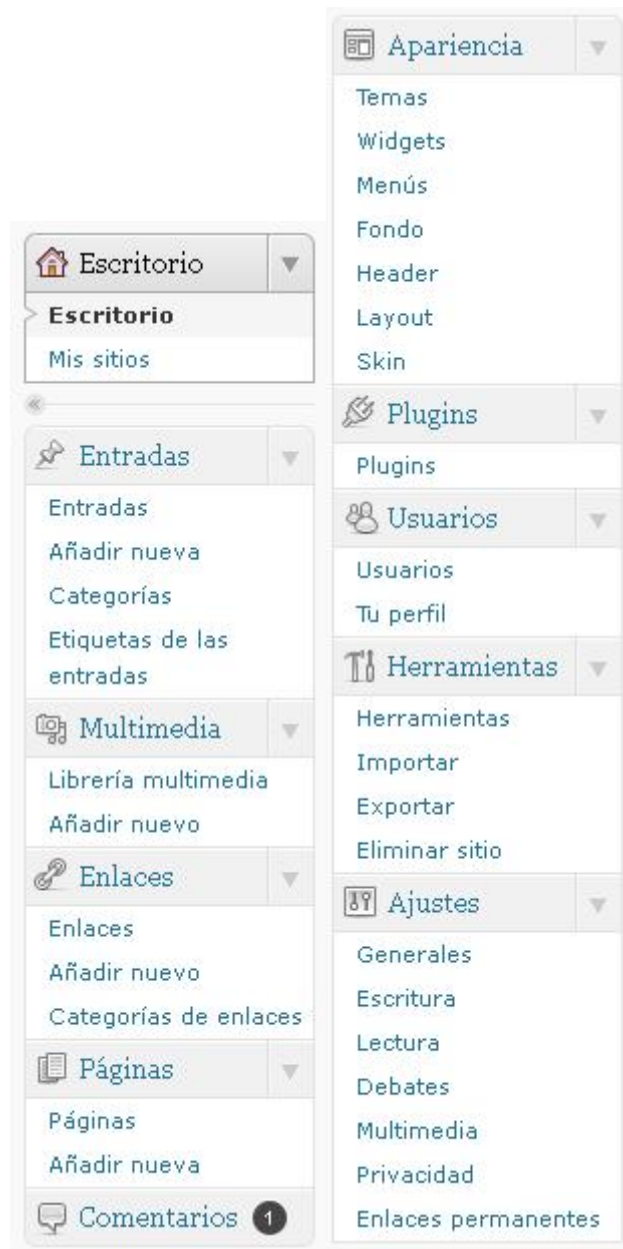 Escritorio
Escritorio
Mis sitios
Entradas
Entradas
Añadir nueva
Categorías
Etiquetas de las
entradas
Multimedia
Librería multimedia
Añadir nuevo
Enlaces
Enlaces
Añadir nuevo
Categorías de enlaces
Páginas
Páginas
Añadir nueva
Comentarios 1
Apariencia
Temas
Widgets
Menús
Fondo
Header
Layout
Skin
Plugins
Plugins
Usuarios
Usuarios
Tu perfil
Herramientas
Herramientas
Importar
Exportar
Eliminar sitio
Ajustes
Generales
Escritura
Lectura
Debates
Multimedia
Privacidad
Enlaces permanentes